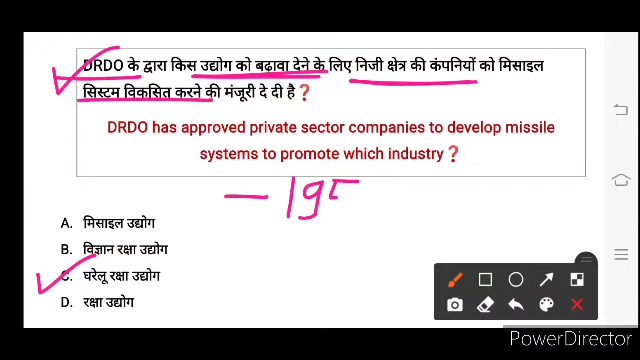 DRDO के द्वारा किस उद्योग को बढ़ावा देने के लिए निजी क्षेत्र की कंपनियों को मिसाइल
सिस्टम विकसित करने की मंजूरी दे दी है?
DRDO has approved private sector companies to develop missile
systems to promote which industry?
A. मिसाइल उद्योग
B. विज्ञान रक्षा उद्योग
C. घरेलू रक्षा उद्योग
D. रक्षा उद्योग
PowerDirector